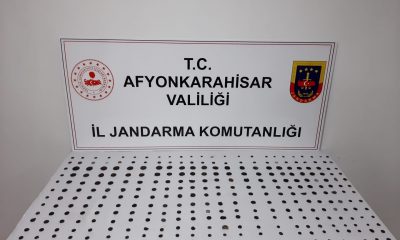 T.C.
AFYONKARAHİSAR
VALİLİĞİ
İL JANDARMA KOMUTANLIĞI